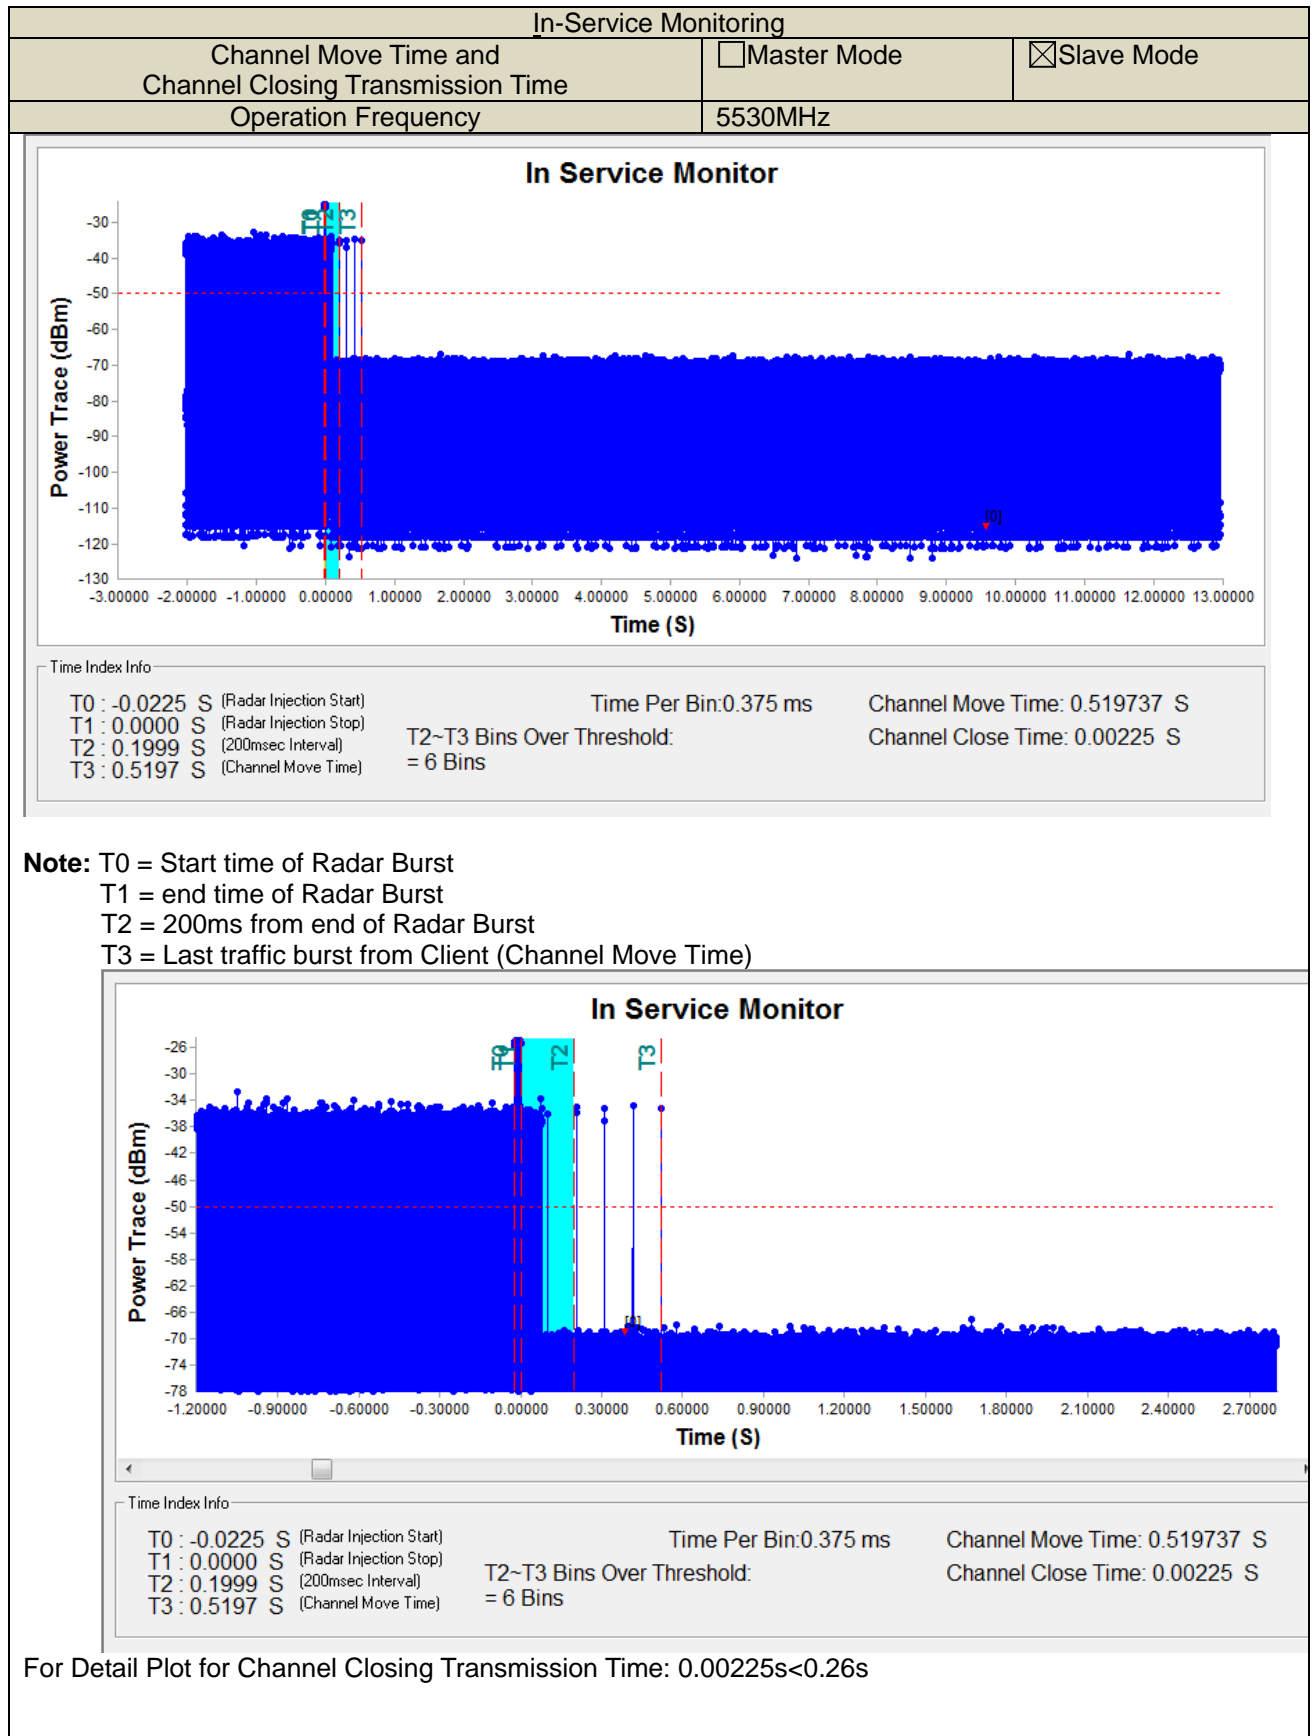 In-Service Monitoring
Channel Move Time and
Channel Closing Transmission Time
Master Mode
Slave Mode
Operation Frequency
5530MHz
In Service Monitor
T0
T2
T3
Power Trace (dBm)
-30
-40
-50
-60
-70
-80
-90
-100
-110
-120
-130
[0]
-3.00000 -2.00000 -1.00000 0.00000 1.00000 2.00000 3.00000 4.00000 5.00000 6.00000 7.00000 8.00000 9.00000 10.00000 11.00000 12.00000 13.00000
Time (S)
Time Index Info
T0 : -0.0225 S (Radar Injection Start)
T1 : 0.0000 S (Radar Injection Stop)
T2 : 0.1999 S (200msec Interval)
T3 : 0.5197 S (Channel Move Time)
Time Per Bin:0.375 ms
T2~T3 Bins Over Threshold:
= 6 Bins
Channel Move Time: 0.519737 S
Channel Close Time: 0.00225 S
Note: T0 = Start time of Radar Burst
T1 = end time of Radar Burst
T2 = 200ms from end of Radar Burst
T3 = Last traffic burst from Client (Channel Move Time)
In Service Monitor
T0
T2
T3
Power Trace (dBm)
-26
-30
-34
-38
-42
-46
-50
-54
-58
-62
-66
-70
-74
-78
[0]
-1.20000 -0.90000 -0.60000 -0.30000 0.00000 0.30000 0.60000 0.90000 1.20000 1.50000 1.80000 2.10000 2.40000 2.70000
Time (S)
Time Index Info
T0 : -0.0225 S (Radar Injection Start)
T1 : 0.0000 S (Radar Injection Stop)
T2 : 0.1999 S (200msec Interval)
T3 : 0.5197 S (Channel Move Time)
Time Per Bin:0.375 ms
T2~T3 Bins Over Threshold:
= 6 Bins
Channel Move Time: 0.519737 S
Channel Close Time: 0.00225 S
For Detail Plot for Channel Closing Transmission Time: 0.00225s<0.26s